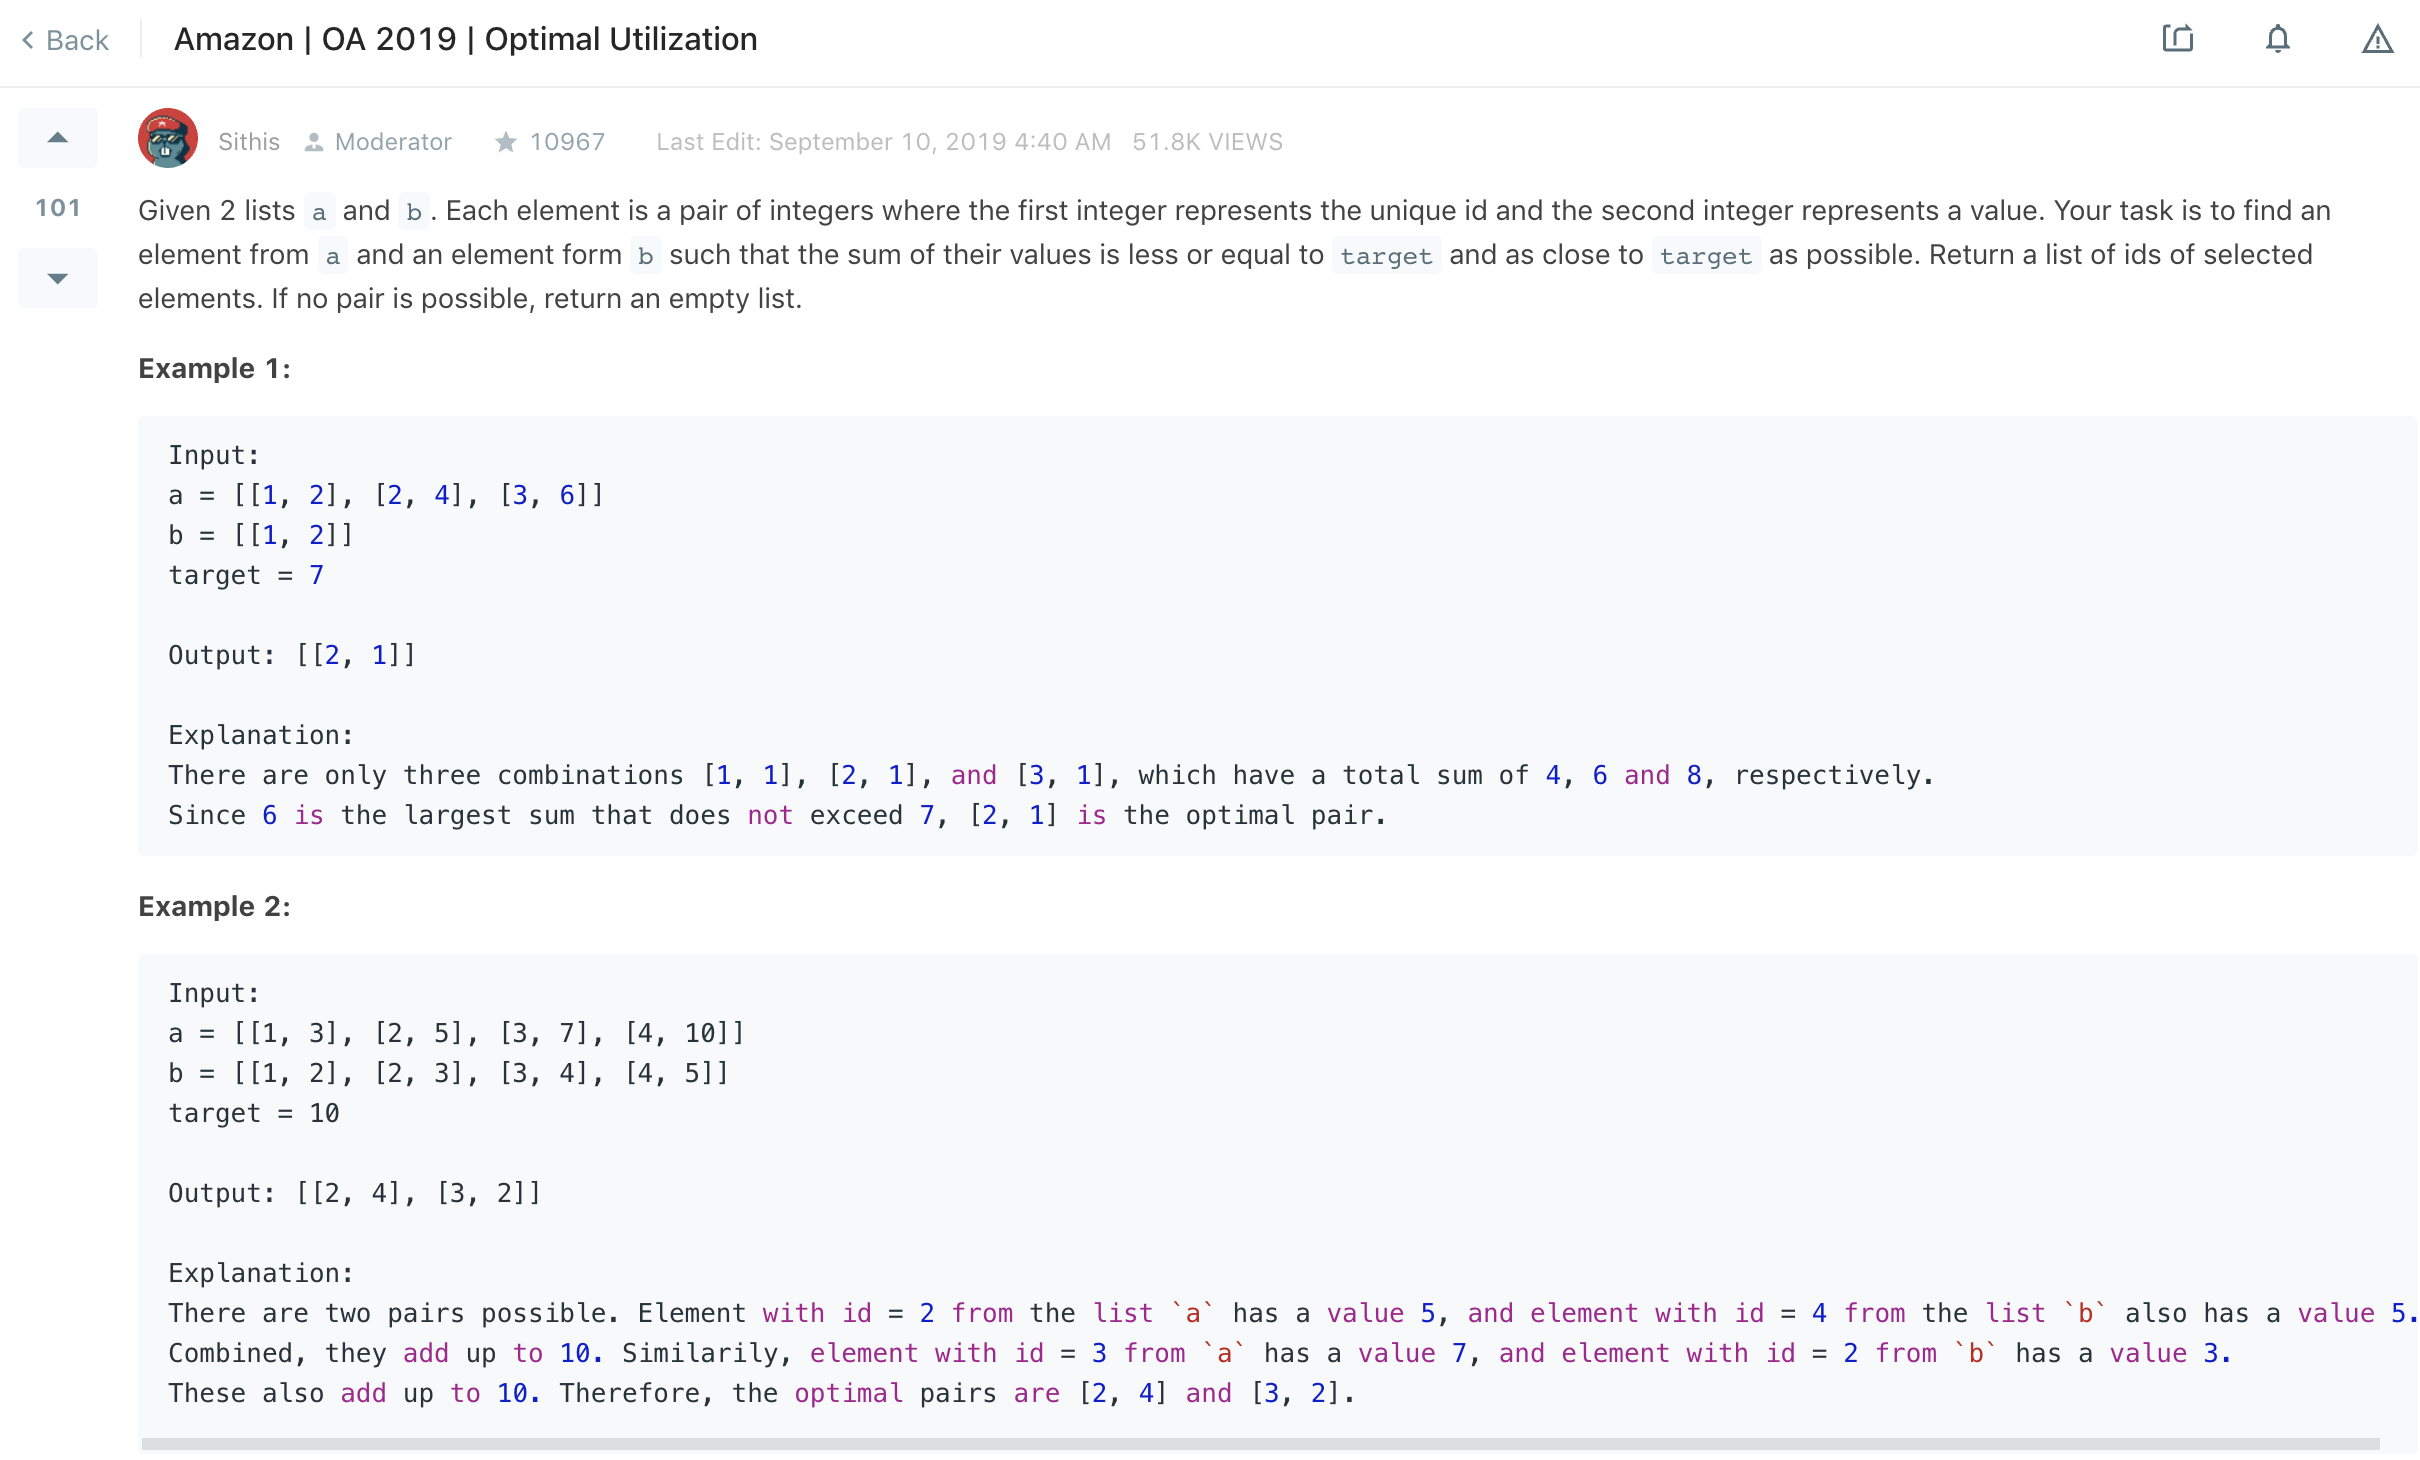 Back
Amazon | OA 2019 | Optimal Utilization
Sithis Moderator 10967 Last Edit: September 10, 2019 4:40 AM 51.8K VIEWS
101
Given 2 lists a and b. Each element is a pair of integers where the first integer represents the unique id and the second integer represents a value. Your task is to find an
element from a and an element form b such that the sum of their values is less or equal to target and as close to target as possible. Return a list of ids of selected
elements. If no pair is possible, return an empty list.
Example 1:
Input:
a = [[1, 2], [2, 4], [3, 6]]
b = [[1, 2]]
target = 7
Output: [[2, 1]]
Explanation:
There are only three combinations [1, 1], [2, 1], and [3, 1], which have a total sum of 4, 6 and 8, respectively.
Since 6 is the largest sum that does not exceed 7, [2, 1] is the optimal pair.
Example 2:
Input:
a = [[1, 3], [2, 5], [3, 7], [4, 10]]
b = [[1, 2], [2, 3], [3, 4], [4, 5]]
target = 10
Output: [[2, 4], [3, 2]]
Explanation:
There are two pairs possible. Element with id = 2 from the list `a` has a value 5, and element with id = 4 from the list `b` also has a value 5.
Combined, they add up to 10. Similarily, element with id = 3 from `a` has a value 7, and element with id = 2 from `b` has a value 3.
These also add up to 10. Therefore, the optimal pairs are [2, 4] and [3, 2].